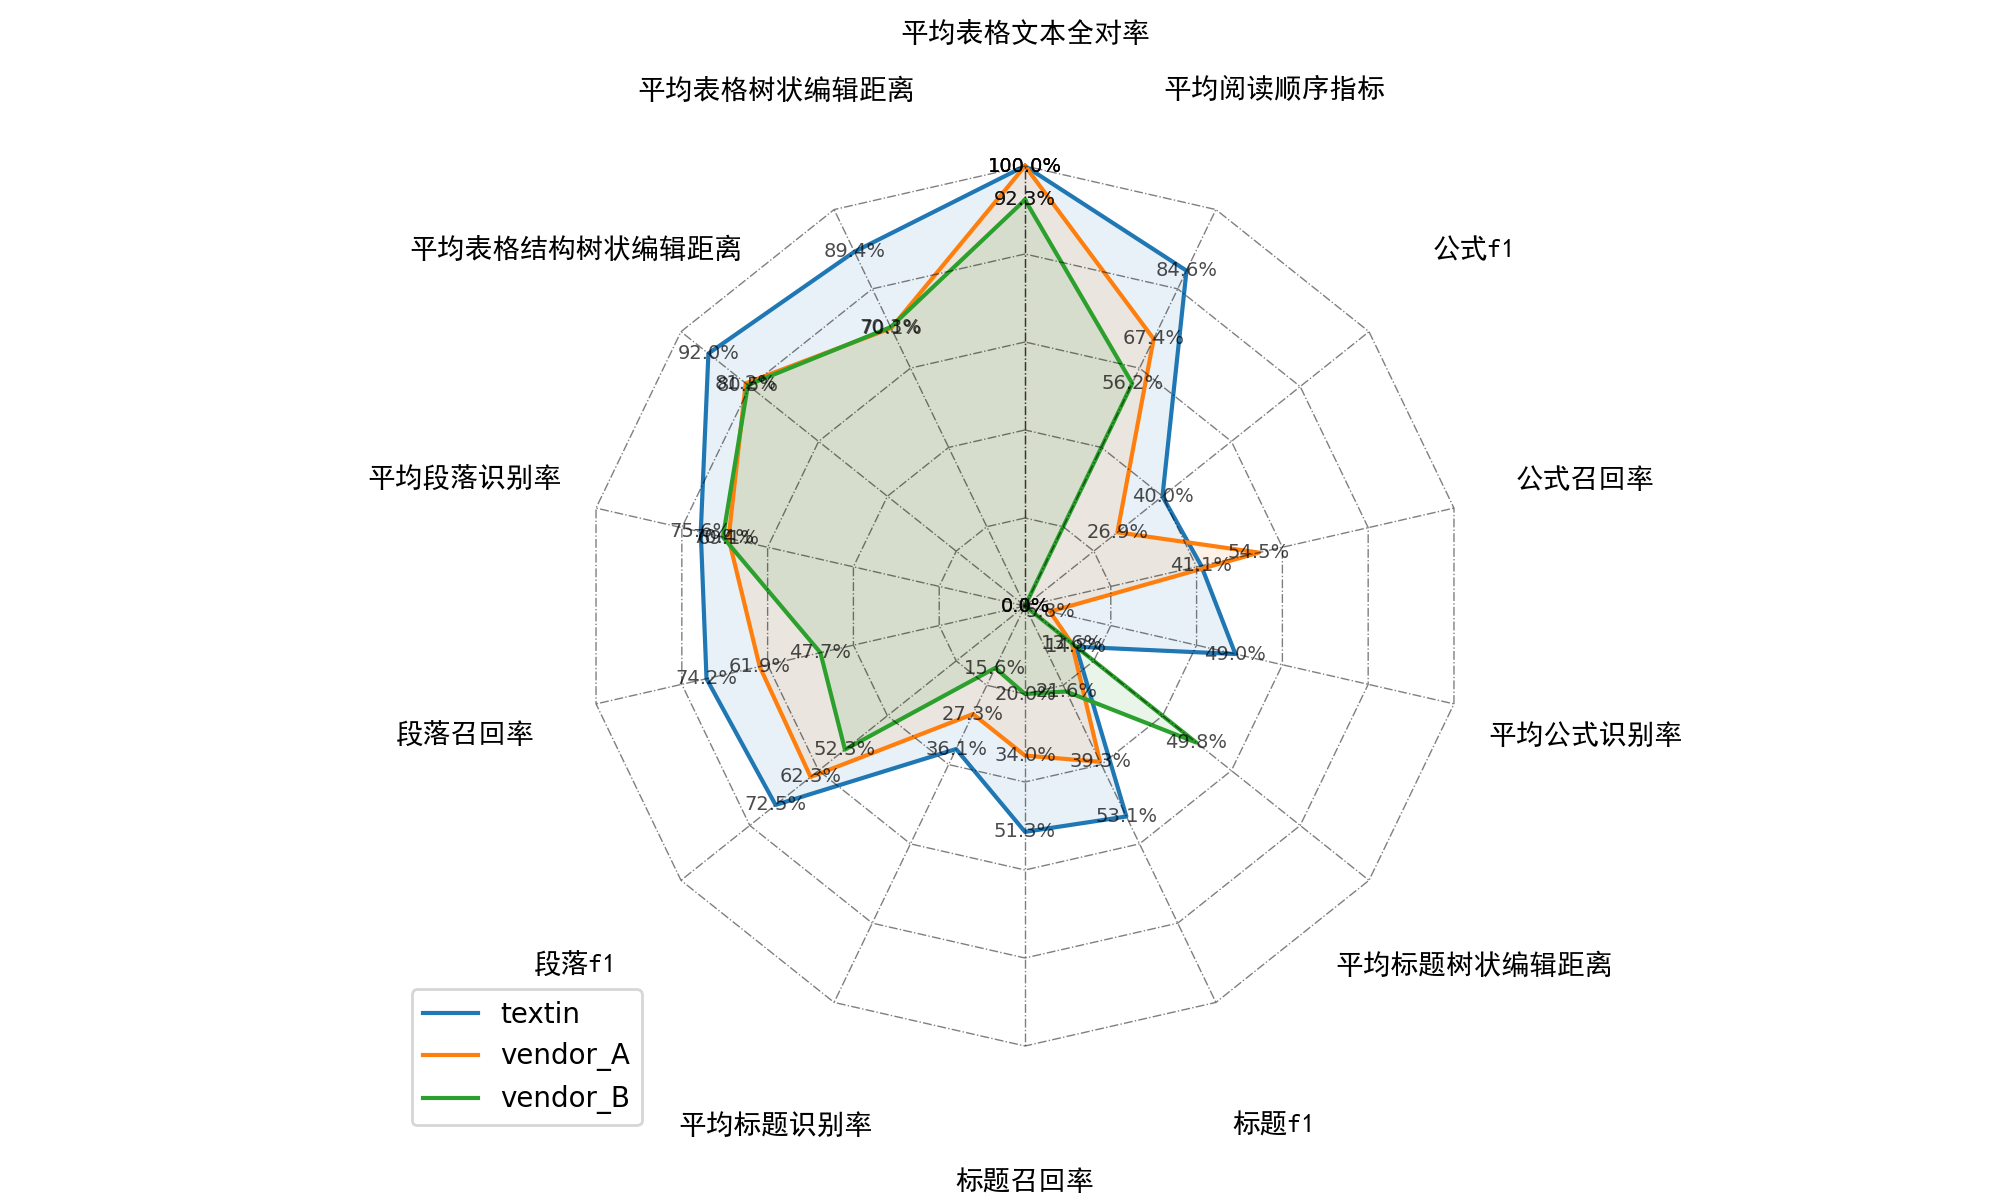 平均表格文本全对率
平均表格树状编辑距离
平均阅读顺序指标
100.0%
92.3%
平均表格结构树状编辑距离
公式f1
89.4%
84.6%
70.1%
67.4%
92.0%
56.2%
平均段落识别率
公式召回率
40.0%
75.6%
26.9%
54.5%
41.1%
0.0%
13.6%
47.7%
49.0%
61.9%
15.6%
74.2%
20.0%
21.6%
段落召回率
平均公式识别率
27.3%
52.3%
36.1%
34.0%
39.3%
49.8%
62.3%
72.5%
51.3%
53.1%
段落f1
平均标题树状编辑距离
textin
vendor_A
vendor_B
平均标题识别率
标题f1
标题召回率